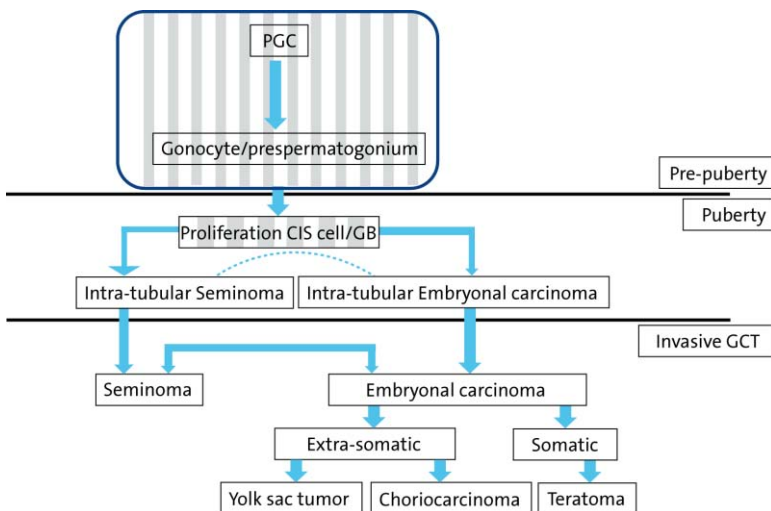 PGC
Gonocyte/prespermatogonium
Pre-puberty
Puberty
Proliferation CIS cell/GB
Intra-tubular Seminoma
Intra-tubular Embryonal carcinoma
Invasive GCT
Seminoma
Embryonal carcinoma
Extra-somatic
Somatic
Yolk sac tumor
Choriocarcinoma
Teratoma